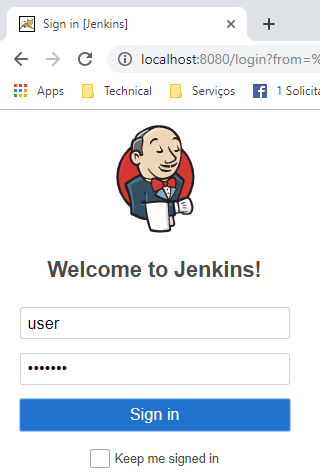 Sign in [Jenkins]
localhost:8080/login?from=%
Apps
Technical
Serviços
1 Solicita
Welcome to Jenkins!
user
•••••••
Sign in
Keep me signed in